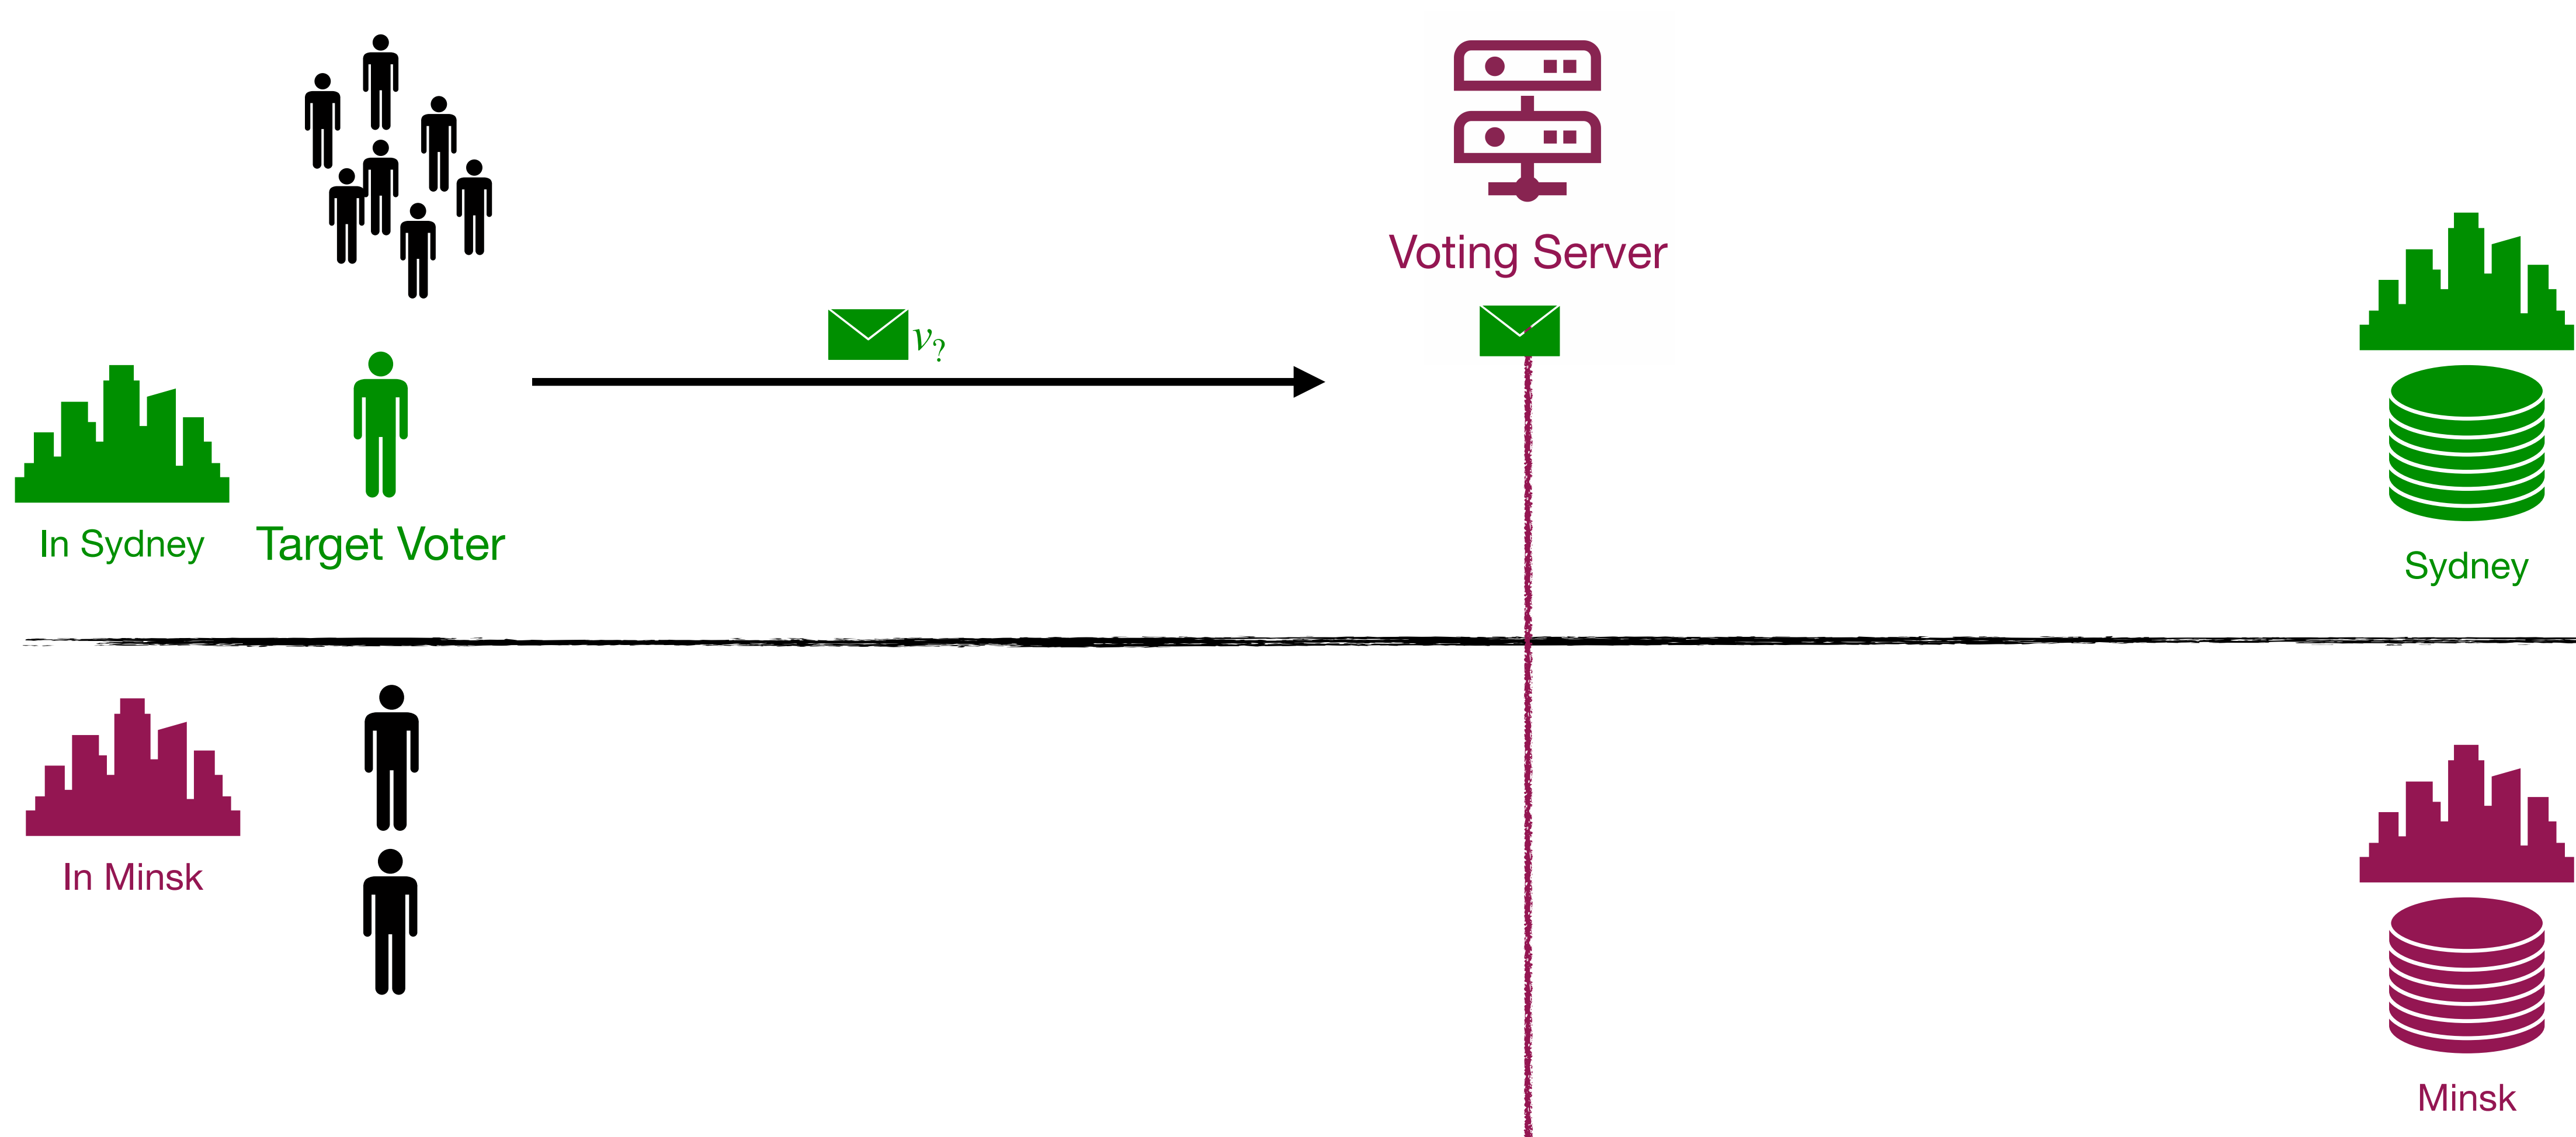 Voting Server
v?
In Sydney
Target Voter
Sydney
In Minsk
Minsk